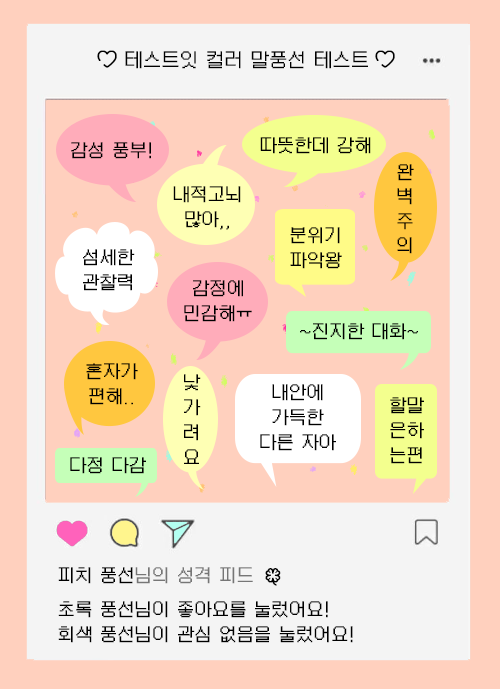 ♡ 테스트잇 컬러 말풍선 테스트 ♡ •••
감성 풍부!
따뜻한데 강해
내적고뇌
많아,,
완
벽
주
의
분위기
파악왕
섬세한
관찰력
감정에
민감해ㅠ
~진지한 대화~
혼자가
편해..
낯
가
려
요
내안에
가득한
다른 자아
할말
은하
는편
다정 다감
피치 풍선님의 성격 피드
초록 풍선님이 좋아요를 눌렀어요!
회색 풍선님이 관심 없음을 눌렀어요!